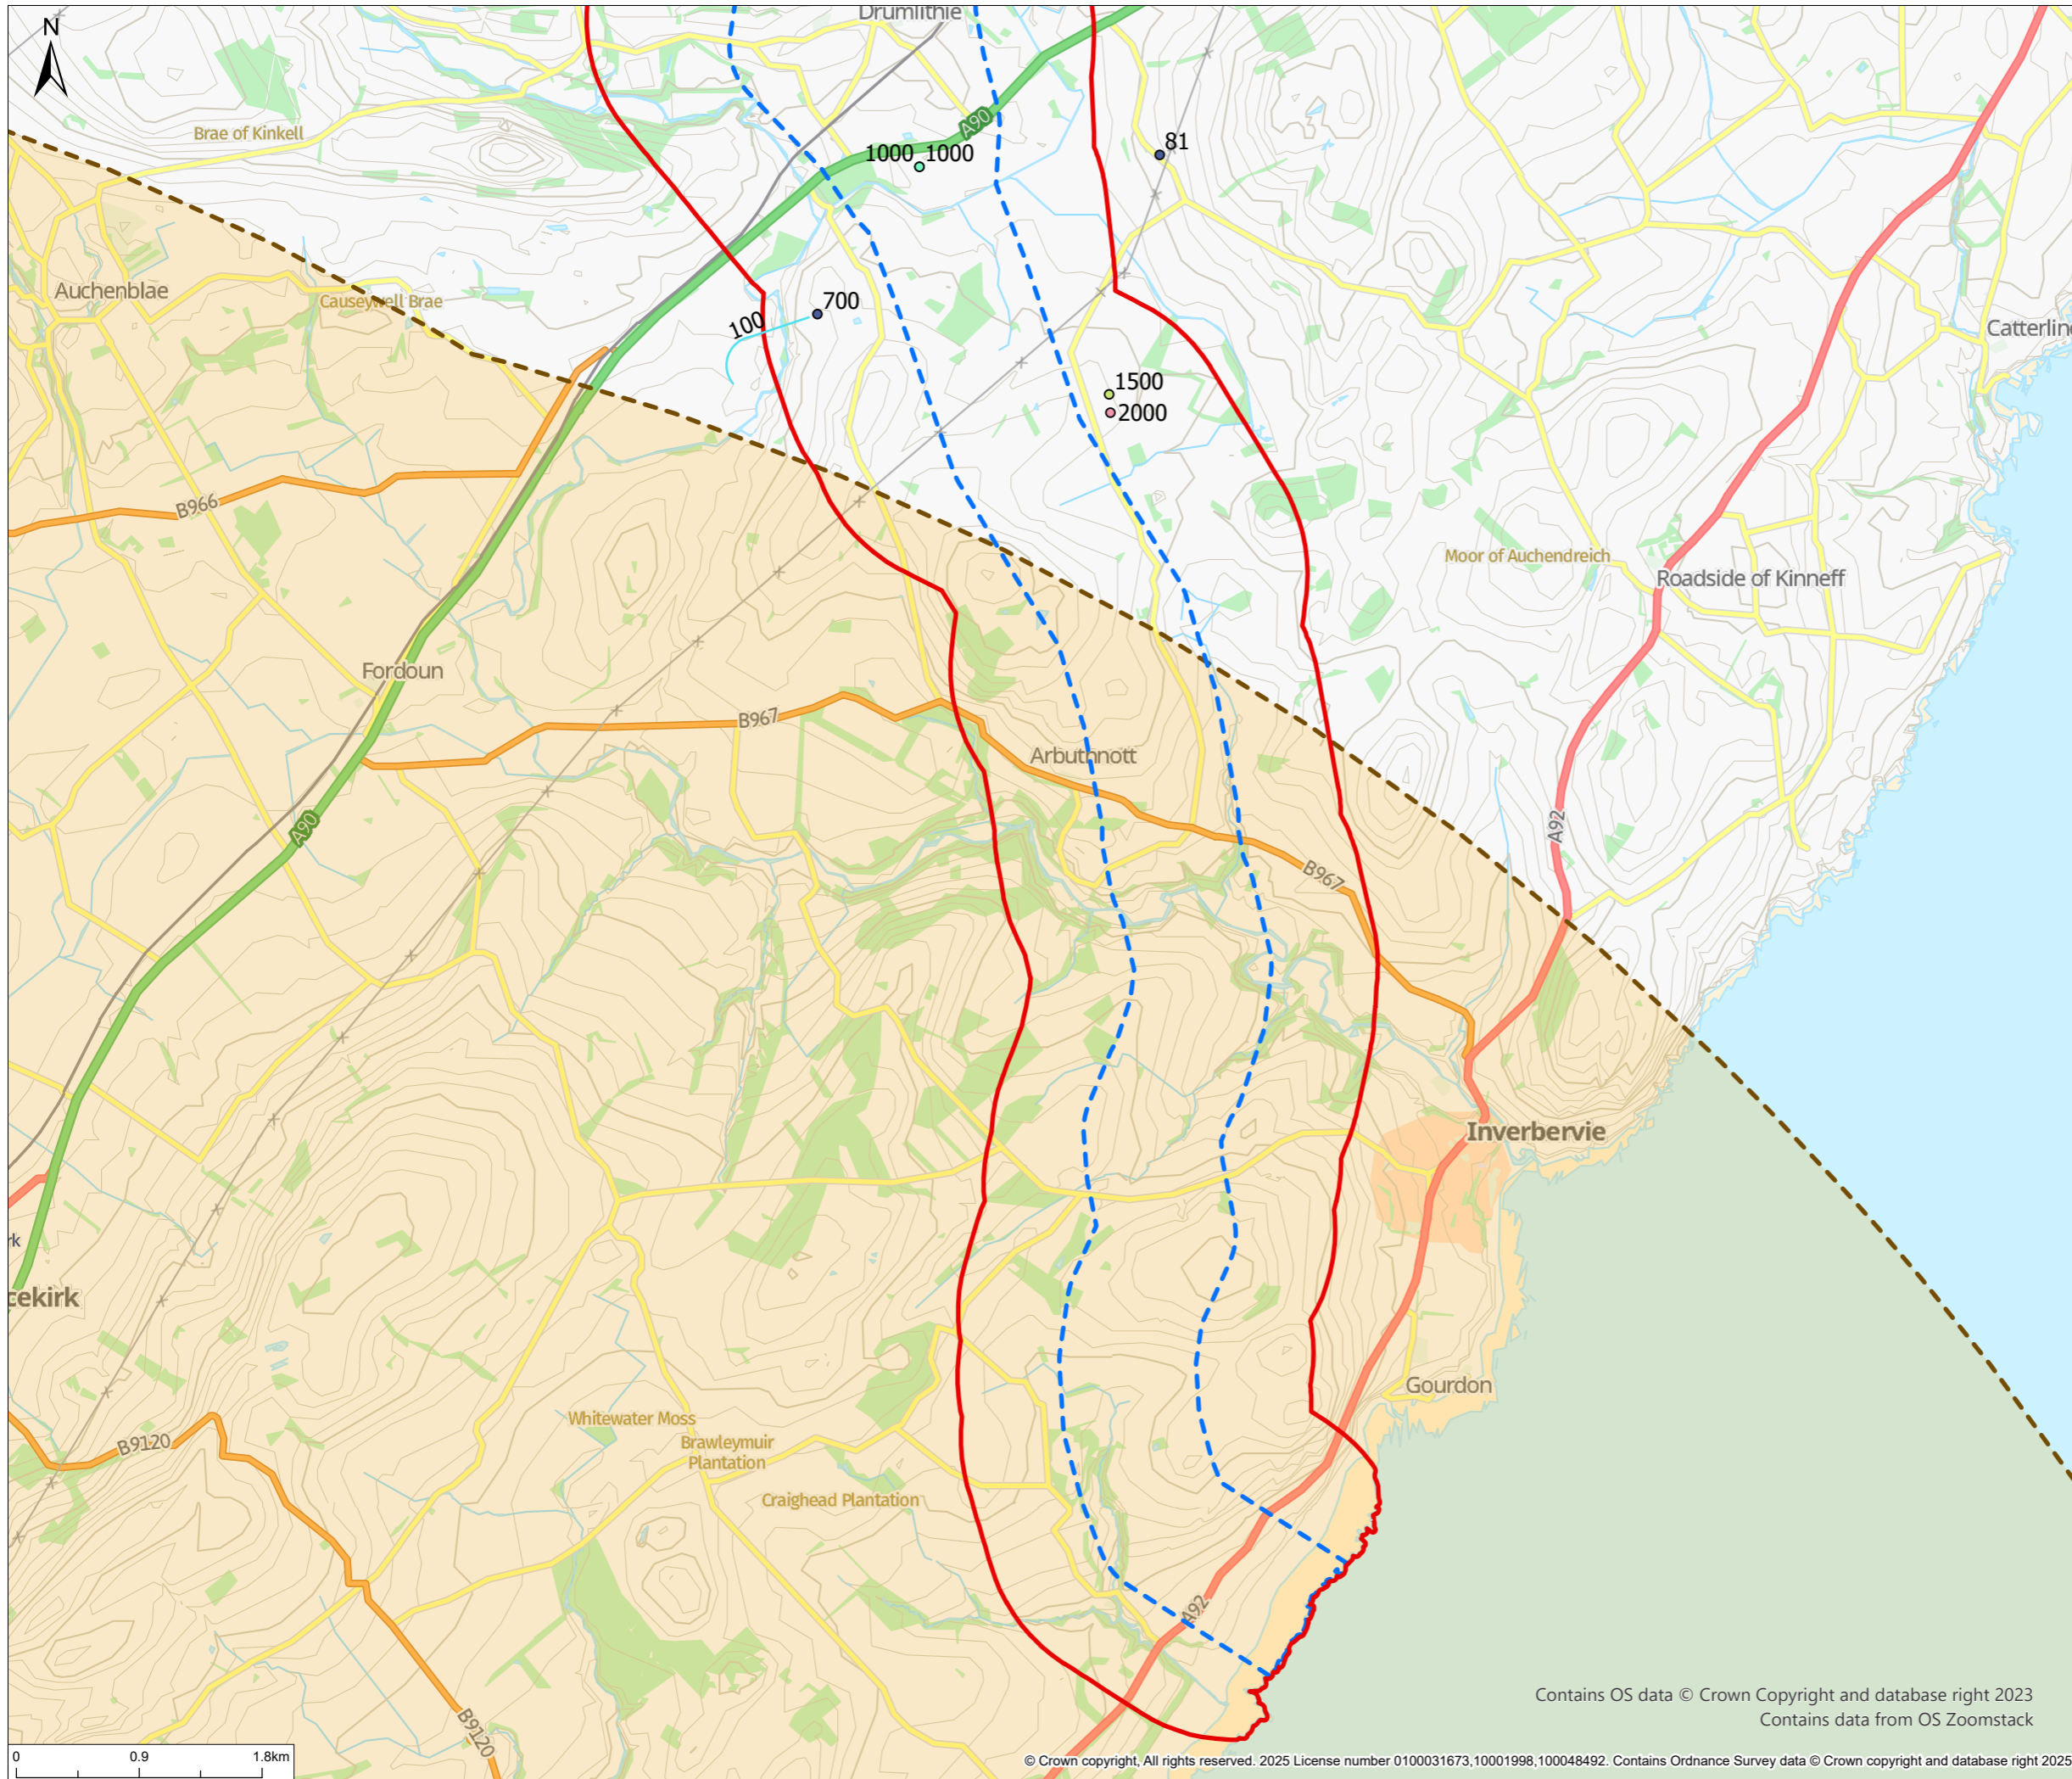 Drumlithie
N
A90
Brae of Kinkell
81
1000 1000
Auchenblae
Causeywell Brae
700
100
1500
2000
B966
Moor of Auchendreich
Roadside of Kinneff
Fordoun
B967
Arbuthnott
A90
A92
B967
Inverbervie
rk
cekirk
Gourdon
Whitewater Moss
B9120
Brawleymuir
Plantation
Craighead Plantation
A92
B9120
Contains OS data © Crown Copyright and database right 2023
Contains data from OS Zoomstack
0 0.9 1.8km
© Crown copyright, All rights reserved. 2025 License number 0100031673,10001998,100048492. Contains Ordnance Survey data © Crown copyright and database right 2025